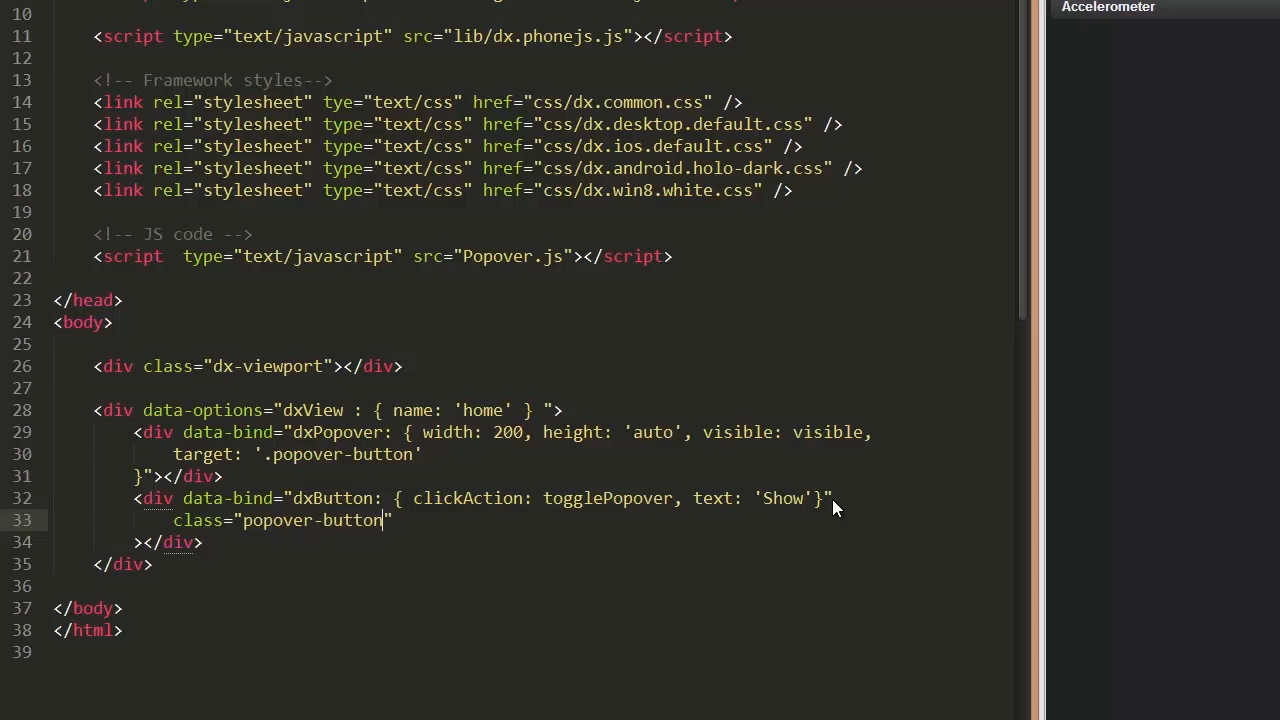 Accelerometer
10
11 <script type="text/javascript" src="lib/dx.phonejs.js"></script>
12
13 <!-- Framework styles-->
14 <link rel="stylesheet" tye="text/css" href="css/dx.common.css" />
15 <link rel="stylesheet" type="text/css" href="css/dx.desktop.default.css" />
16 <link rel="stylesheet" type="text/css" href="css/dx.ios.default.css" />
17 <link rel="stylesheet" type="text/css" href="css/dx.android.holo-dark.css" />
18 <link rel="stylesheet" type="text/css" href="css/dx.win8.white.css" />
19
20 <!-- JS code -->
21 <script  type="text/javascript" src="Popover.js"></script>
22
23 </head>
24 <body>
25
26 <div class="dx-viewport"></div>
27
28 <div data-options="dxView : { name: 'home' } ">
29 <div data-bind="dxPopover: { width: 200, height: 'auto', visible: visible,
30 target: '.popover-button'
31 }"></div>
32 <div data-bind="dxButton: { clickAction: togglePopover, text: 'Show'}"
33 class="popover-button"
34 ></div>
35 </div>
36
37 </body>
38 </html>
39